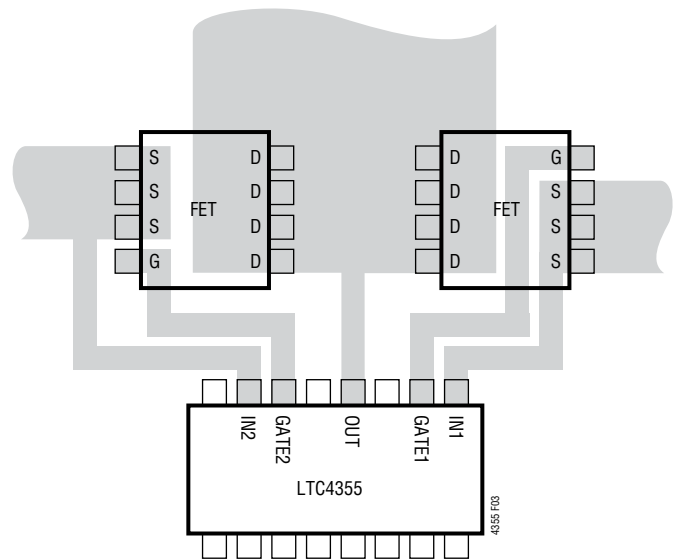 S D D G
S D D S
FET FET
S D D S
G D D S
IN2 GATE2 OUT GATE1 IN1
LTC4355
4355 F03